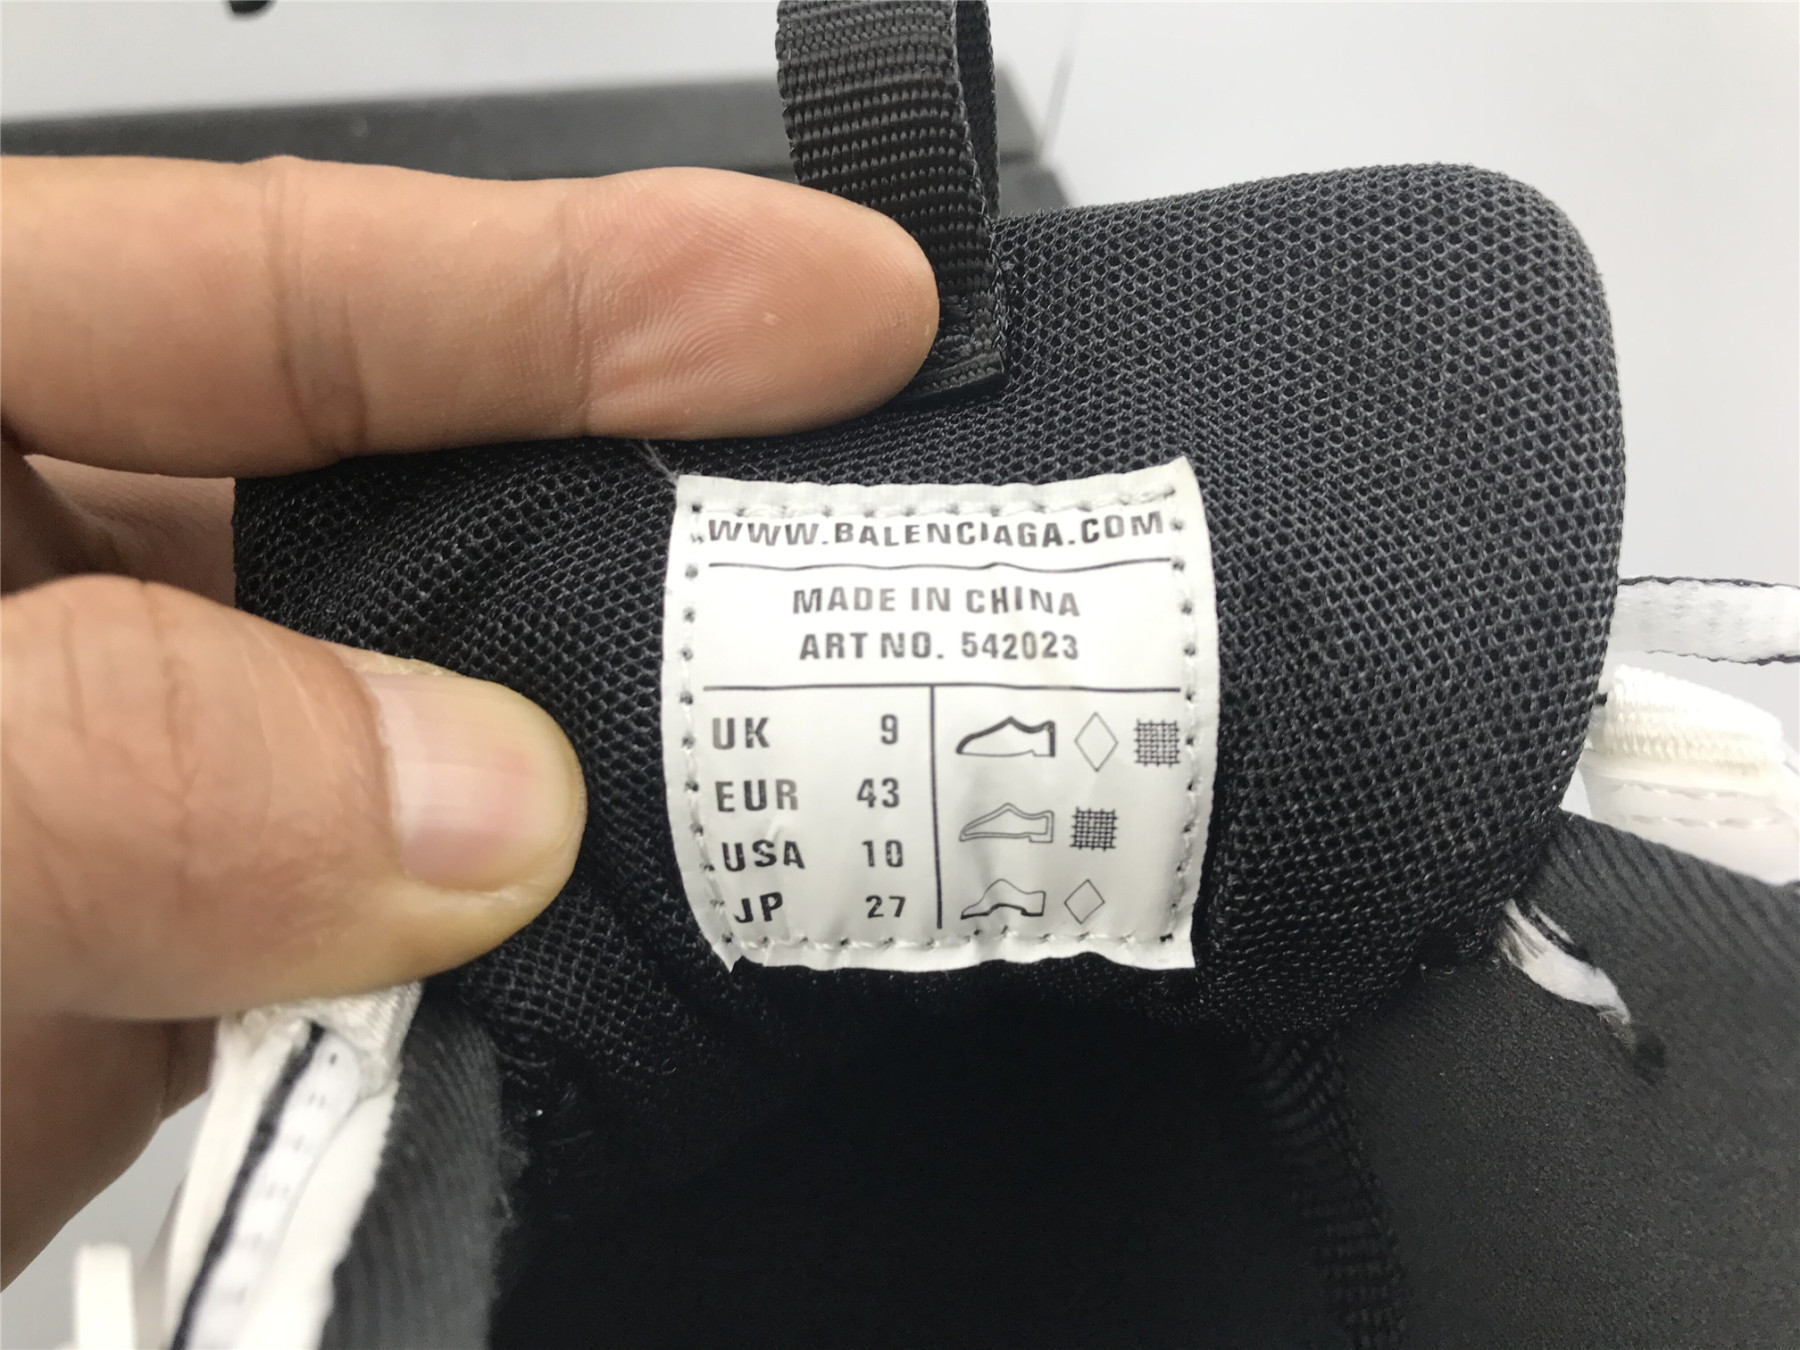 WWW.BALENCIAGA.COM
MADE IN CHINA
ART NO. 542023
UK 9
EUR 43
USA 10
JP 27